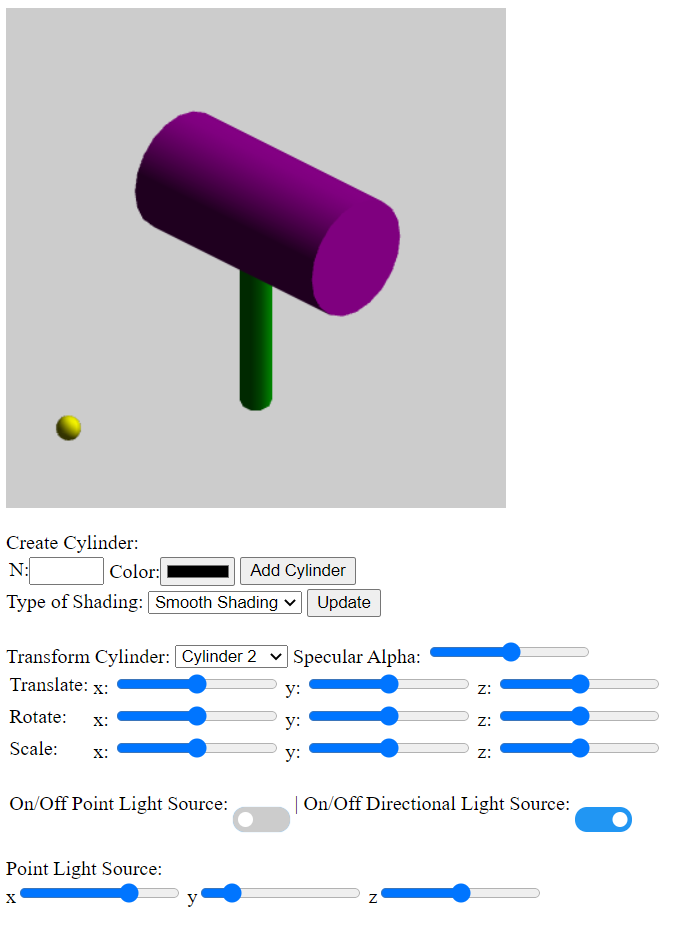 Create Cylinder:
N: Color: Add Cylinder
Type of Shading: Smooth Shading Update
Transform Cylinder: Cylinder 2 Specular Alpha:
Translate: x: y: z:
Rotate: x: y: z:
Scale: x: y: z:
On/Off Point Light Source: | On/Off Directional Light Source:
Point Light Source:
x y z